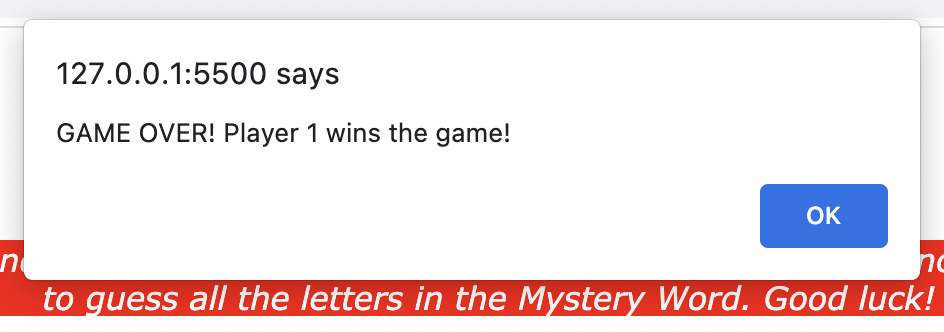 127.0.0.1:5500 says
GAME OVER! Player 1 wins the game!
OK
to guess all the letters in the Mystery Word. Good luck!